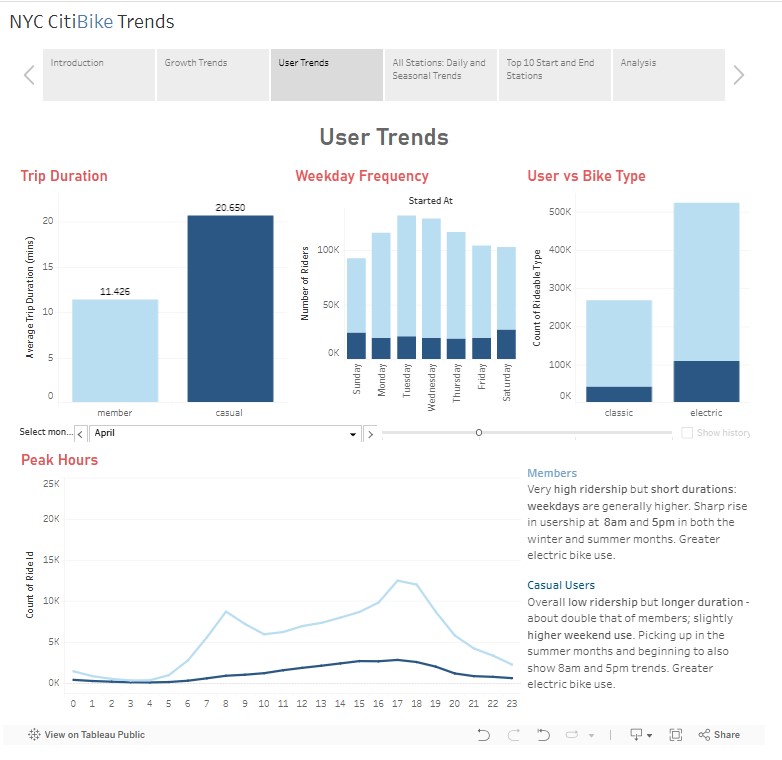 NYC CitiBike Trends
Introduction
Growth Trends
User Trends
All Stations: Daily and
Seasonal Trends
Top 10 Start and End
Stations
Analysis
User Trends
Trip Duration
Average Trip Duration (mins)
20
15
10
5
0
11.426
20.650
member
casual
Weekday Frequency
Started At
Number of Riders
100K
50K
0K
Sunday
Monday
Tuesday
Wednesday
Thursday
Friday
Saturday
User vs Bike Type
Count of Rideable Type
500K
400K
300K
200K
100K
0K
classic
electric
Select mon...
April
Show history
Peak Hours
Count of Ride Id
25K
20K
15K
10K
5K
0K
0 1 2 3 4 5 6 7 8 9 10 11 12 13 14 15 16 17 18 19 20 21 22 23
Members
Very high ridership but short durations:
weekdays are generally higher. Sharp rise
in usership at 8am and 5pm in both the
winter and summer months. Greater
electric bike use.
Casual Users
Overall low ridership but longer duration -
about double that of members; slightly
higher weekend use. Picking up in the
summer months and beginning to also
show 8am and 5pm trends. Greater
electric bike use.
View on Tableau Public
Share